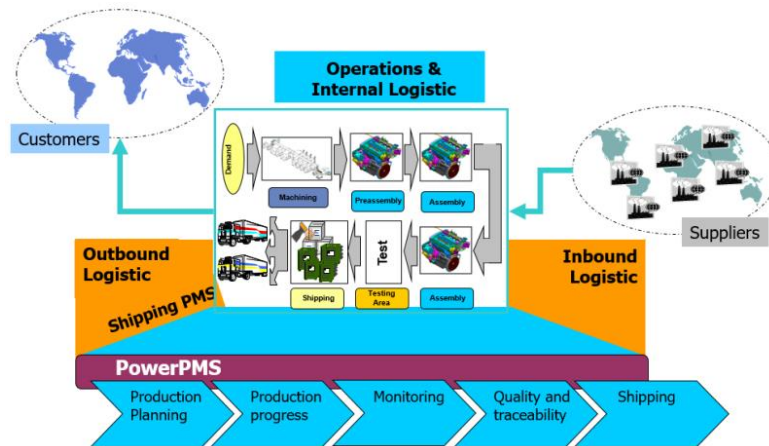 Operations &
Internal Logistic
Customers
Suppliers
Demand
Machining
Preassembly
Assembly
Test
Shipping
Testing
Area
Assembly
Outbound
Logistic
Shipping PMS
Inbound
Logistic
PowerPMS
Production
Planning
Production
progress
Monitoring
Quality and
traceability
Shipping